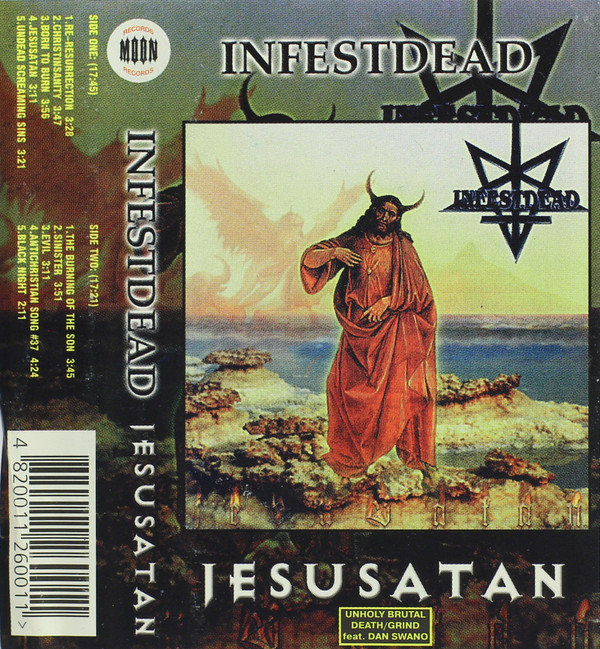 RECORDS
MOON
RECORDS
SIDE ONE: (17:45)
1.RE-RESURRECTION 3:28
2.CHRISTINSANITY 3:47
3.BORN TO BURN 3:56
4.JESUSATAN 3:11
5.UNDEAD SCREAMING SINS 3:21
SIDE TWO: (17:21)
1.THE BURNING OF THE SON 3:45
2.SINISTER 3:51
3.EVIL 3:11
4.ANTICHRISTIAN SONG #37 4:24
5.BLACK NIGHT 2:11
4 820011 260011 >
INFESTDEAD JESUSATAN
INFESTDEAD
INFESTDEAD
INFESTDEAD
jesusatan
JESUSATAN
UNHOLY BRUTAL
DEATH/GRIND
feat. DAN SWANO